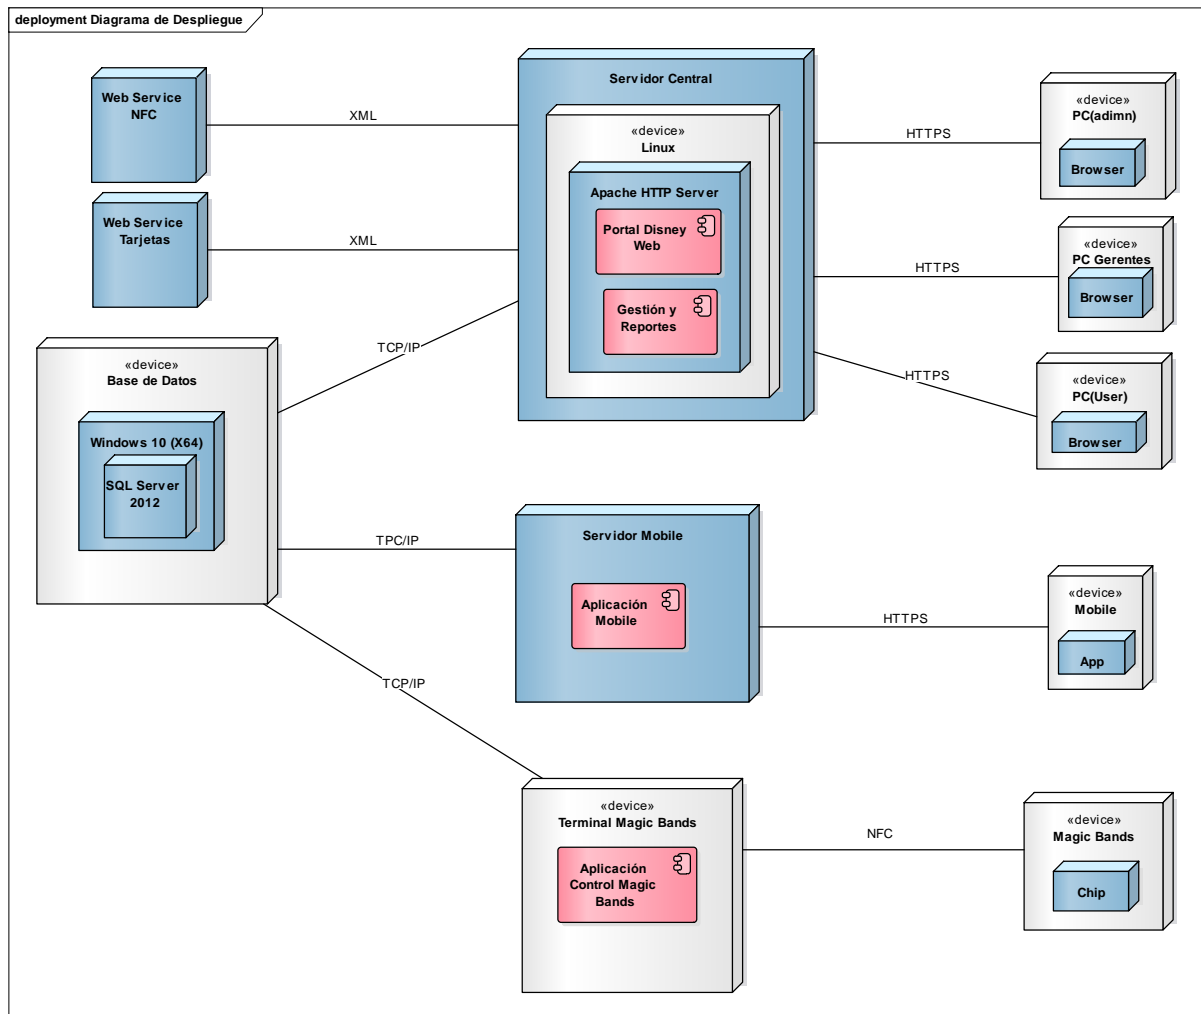 deployment Diagrama de Despliegue
Web Service
NFC
XML
Web Service
Tarjetas
XML
Servidor Central
«device»
Linux
Apache HTTP Server
Portal Disney
Web
Gestión y
Reportes
HTTPS
«device»
PC(adimn)
Browser
HTTPS
«device»
PC Gerentes
Browser
HTTPS
«device»
PC(User)
Browser
TCP/IP
«device»
Base de Datos
Windows 10 (X64)
SQL Server
2012
TPC/IP
Servidor Mobile
Aplicación
Mobile
HTTPS
«device»
Mobile
App
TCP/IP
«device»
Terminal Magic Bands
Aplicación
Control Magic
Bands
NFC
«device»
Magic Bands
Chip